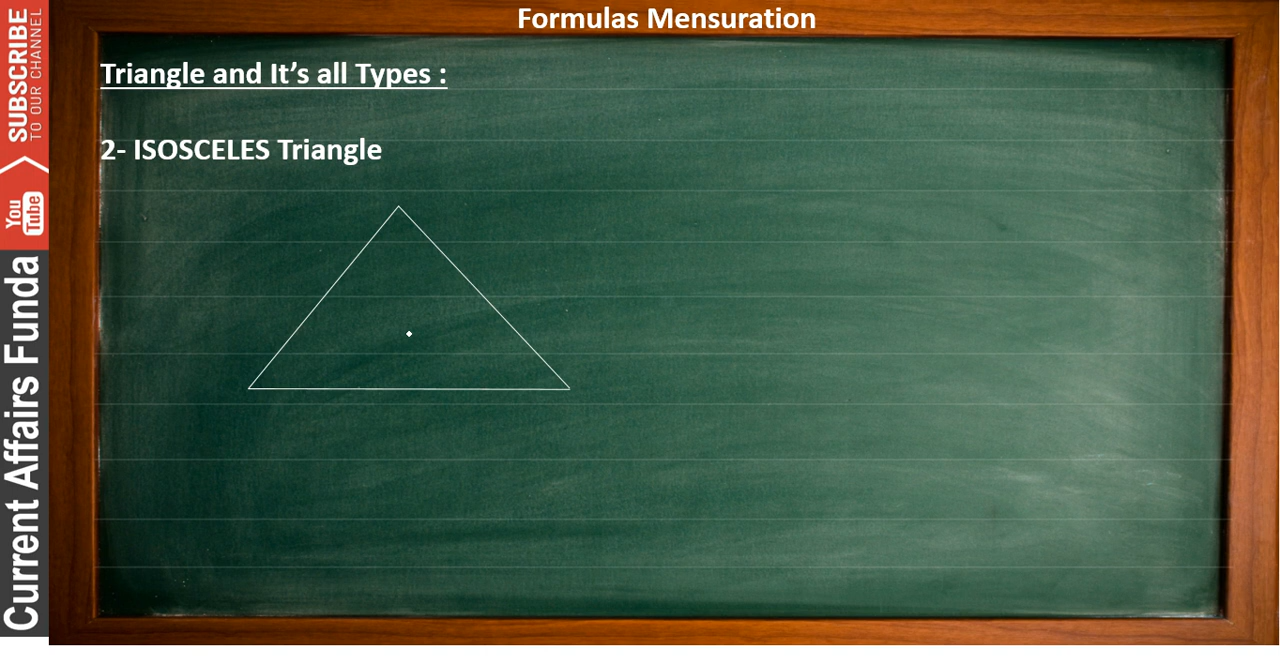 Formulas Mensuration
Triangle and It's all Types :
2- ISOSCELES Triangle
SUBSCRIBE
TO OUR CHANNEL
You
Tube
Current Affairs Funda